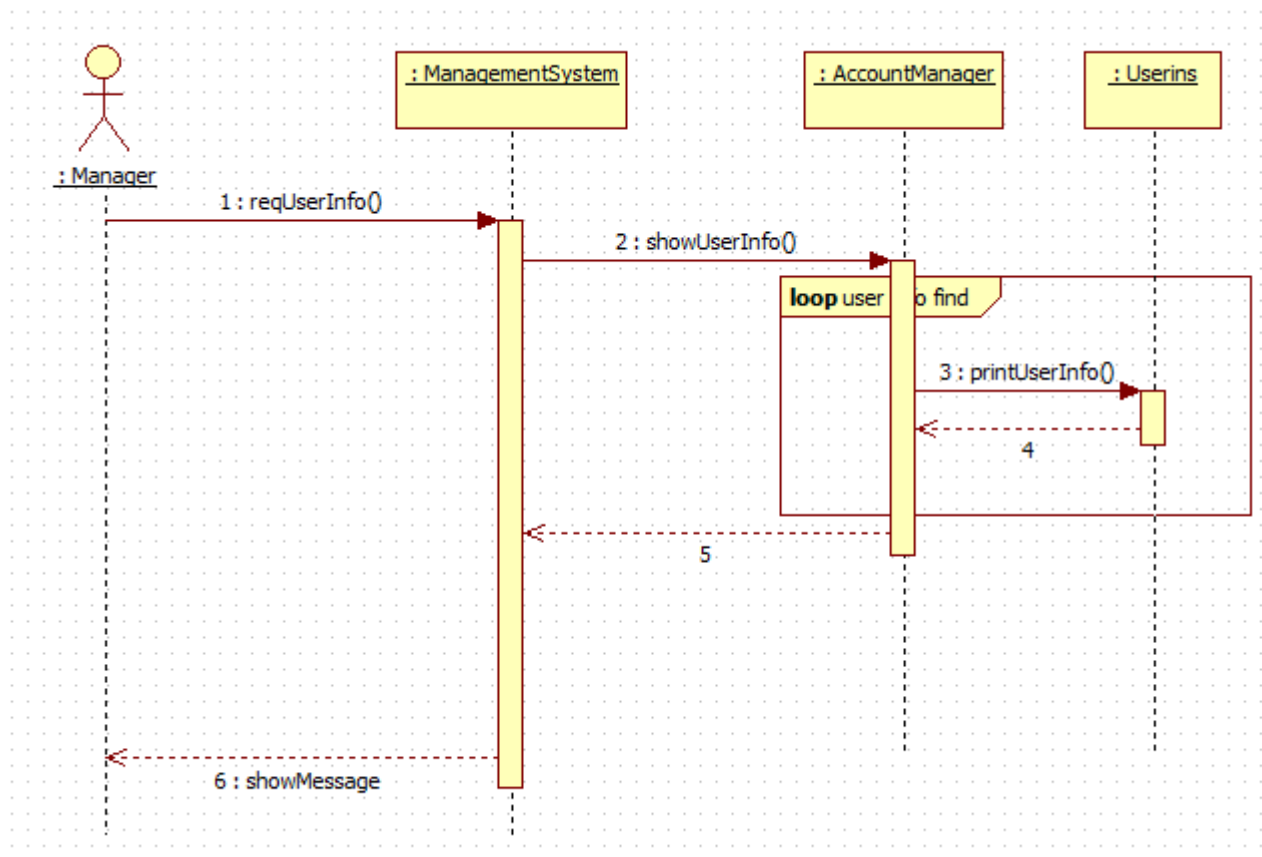 : ManagementSystem
: AccountManager
: Userins
: Manager
1 : reqUserInfo()
2 : showUserInfo()
loop user o find
3 : printUserInfo()
4
5
6 : showMessage